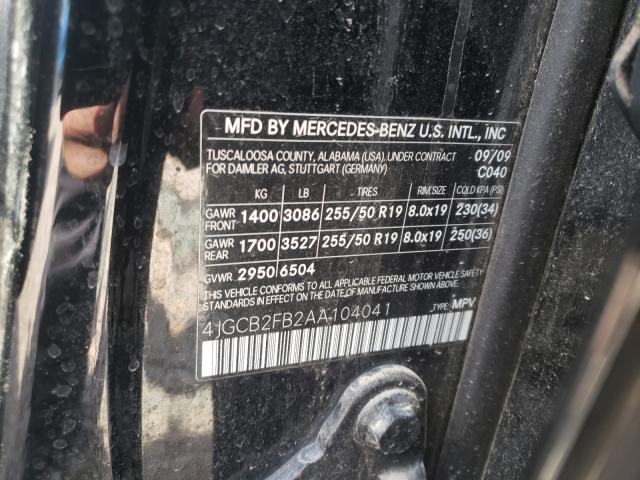 MFD BY MERCEDES-BENZ U.S. INTL., INC
TUSCALOOSA COUNTY, ALABAMA (USA), UNDER CONTRACT 09/09
FOR DAIMLER AG, STUTTGART (GERMANY) C040
KG LB TIRES RIM,SIZE COLD KPA (PSI)
GAWR FRONT 1400 3086 255/50 R19 8.0x19 230(34)
GAWR REAR 1700 3527 255/50 R19 8.0x19 250(36)
GVWR 2950 6504
THIS VEHICLE CONFORMS TO ALL APPLICABLE FEDERAL MOTOR VEHICLE SAFETY
STANDARDS IN EFFECT ON THE DATE OF MANUFACTURE SHOWN ABOVE.
4JGCB2FB2AA104041 TYPE: MPV